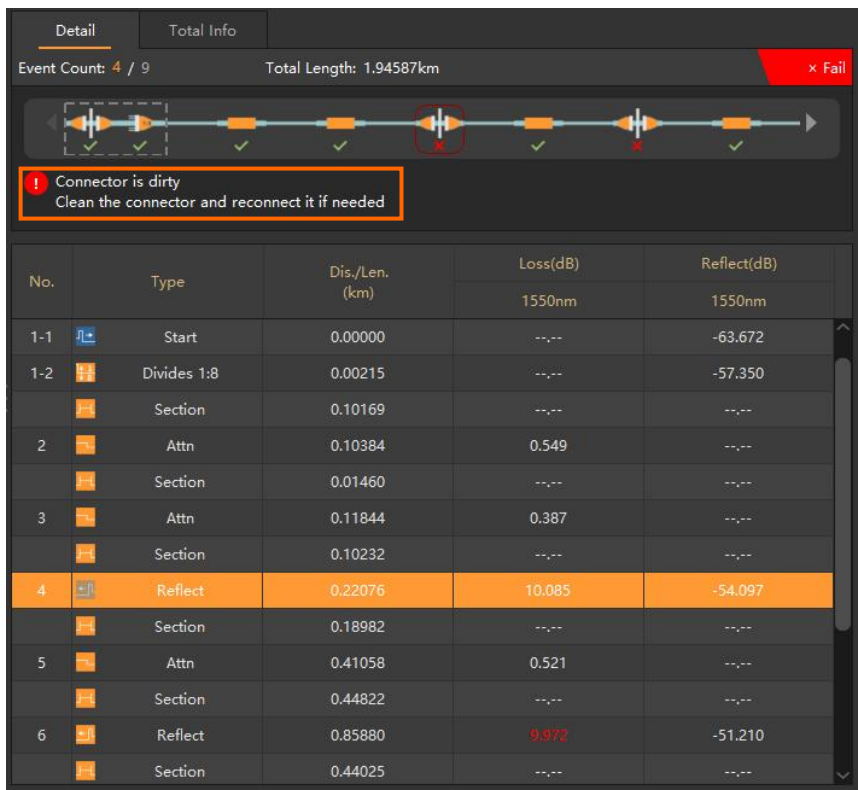 Detail Total Info
Event Count: 4 / 9 Total Length: 1.94587km × Fail
! Connector is dirty
Clean the connector and reconnect it if needed
No. Type Dis./Len. (km) Loss(dB) Reflect(dB)
1550nm 1550nm
1-1 Start 0.00000 --.-- -63.672
1-2 Divides 1:8 0.00215 --.-- -57.350
Section 0.10169 --.-- --.--
2 Attn 0.10384 0.549 --.--
Section 0.01460 --.-- --.--
3 Attn 0.11844 0.387 --.--
Section 0.10232 --.-- --.--
4 Reflect 0.22076 10.085 -54.097
Section 0.18982 --.-- --.--
5 Attn 0.41058 0.521 --.--
Section 0.44822 --.-- --.--
6 Reflect 0.85880 9.972 -51.210
Section 0.44025 --.-- --.--